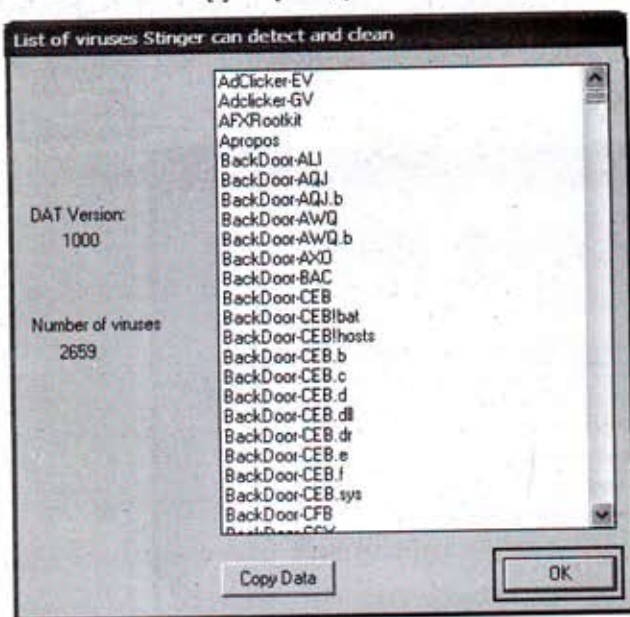 List of viruses Stinger can detect and clean
AdClicker-EV
Adclicker-GV
AFXRootkit
Apropos
BackDoor-ALI
BackDoor-AQJ
BackDoor-AQJ.b
BackDoor-AWQ
BackDoor-AWQ.b
BackDoor-AXO
BackDoor-BAC
BackDoor-CEB
BackDoor-CEB!bat
BackDoor-CEB!hosts
BackDoor-CEB.b
BackDoor-CEB.c
BackDoor-CEB.d
BackDoor-CEB.dll
BackDoor-CEB.dr
BackDoor-CEB.e
BackDoor-CEB.f
BackDoor-CEB.sys
BackDoor-CFB
DAT Version:
1000
Number of viruses
2659
Copy Data
OK